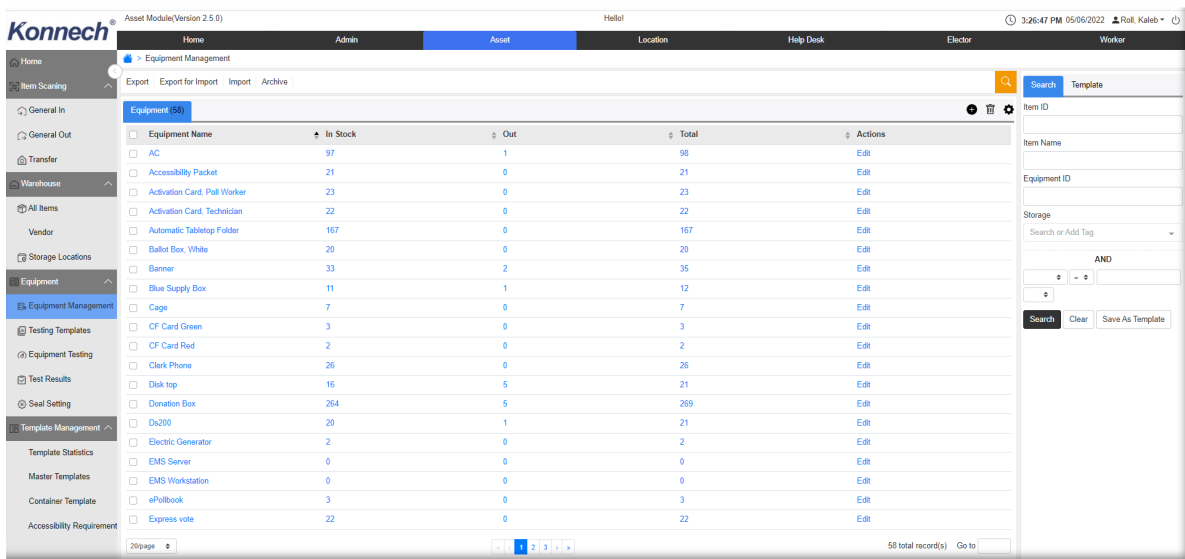 Konnech®
Asset Module(Version 2.5.0)
Hello!
3:26:47 PM 05/06/2022 Roll, Kaleb
Home Admin Asset Location Help Desk Elector Worker
Home
Item Scaning
General In
General Out
Transfer
Warehouse
All Items
Vendor
Storage Locations
Equipment
Equipment Management
Testing Templates
Equipment Testing
Test Results
Seal Setting
Template Management
Template Statistics
Master Templates
Container Template
Accessibility Requirement
> Equipment Management
Export Export for Import Import Archive
Equipment (58)
Equipment Name In Stock Out Total Actions
AC 97 1 98 Edit
Accessibility Packet 21 0 21 Edit
Activation Card, Poll Worker 23 0 23 Edit
Activation Card, Technician 22 0 22 Edit
Automatic Tabletop Folder 167 0 167 Edit
Ballot Box, White 20 0 20 Edit
Banner 33 2 35 Edit
Blue Supply Box 11 1 12 Edit
Cage 7 0 7 Edit
CF Card Green 3 0 3 Edit
CF Card Red 2 0 2 Edit
Clerk Phone 26 0 26 Edit
Disk top 16 5 21 Edit
Donation Box 264 5 269 Edit
Ds200 20 1 21 Edit
Electric Generator 2 0 2 Edit
EMS Server 0 0 0 Edit
EMS Workstation 0 0 0 Edit
ePollbook 3 0 3 Edit
Express vote 22 0 22 Edit
20/page ‹ 1 2 3 › » 58 total record(s) Go to
Search Template
Item ID
Item Name
Equipment ID
Storage
Search or Add Tag
AND
Search Clear Save As Template